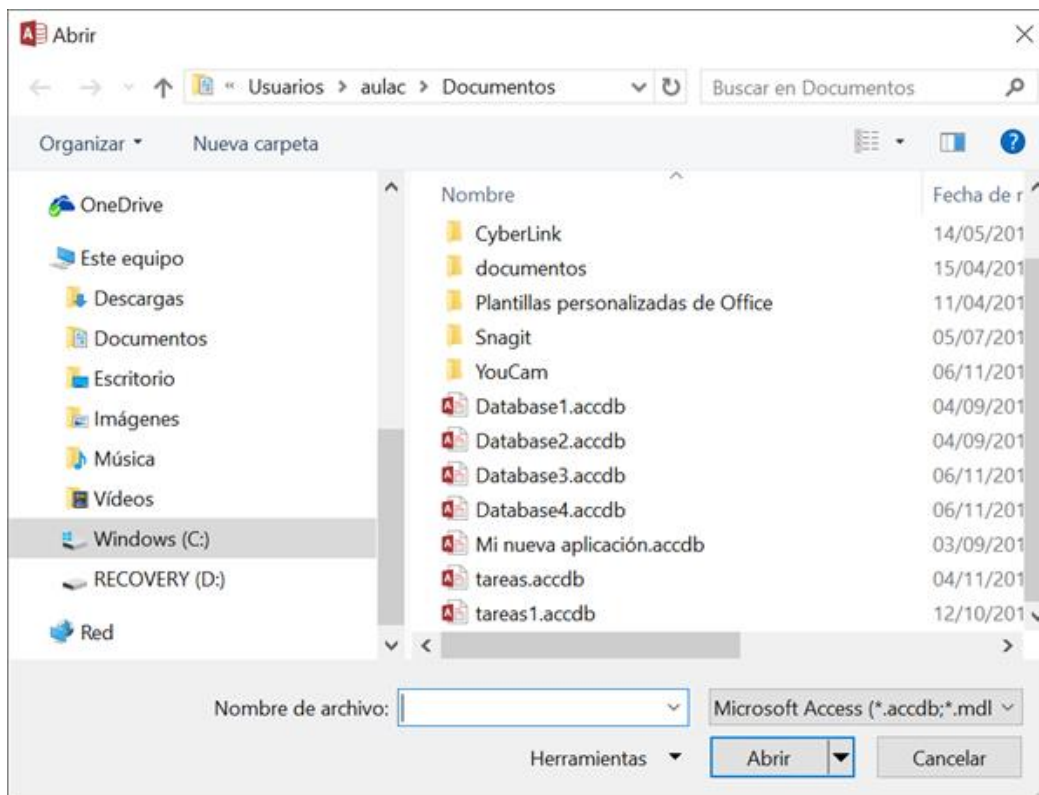 Abrir
« Usuarios > aulac > Documentos
Buscar en Documentos
Organizar
Nueva carpeta
OneDrive
Este equipo
Descargas
Documentos
Escritorio
Imágenes
Música
Vídeos
Windows (C:)
RECOVERY (D:)
Red
Nombre
Fecha de r
CyberLink
14/05/201
documentos
15/04/201
Plantillas personalizadas de Office
11/04/201
Snagit
05/07/201
YouCam
06/11/201
Database1.accdb
04/09/201
Database2.accdb
04/09/201
Database3.accdb
06/11/201
Database4.accdb
06/11/201
Mi nueva aplicación.accdb
03/09/201
tareas.accdb
04/11/201
tareas1.accdb
12/10/201
Nombre de archivo:
Microsoft Access (*.accdb;*.mdl
Herramientas
Abrir
Cancelar